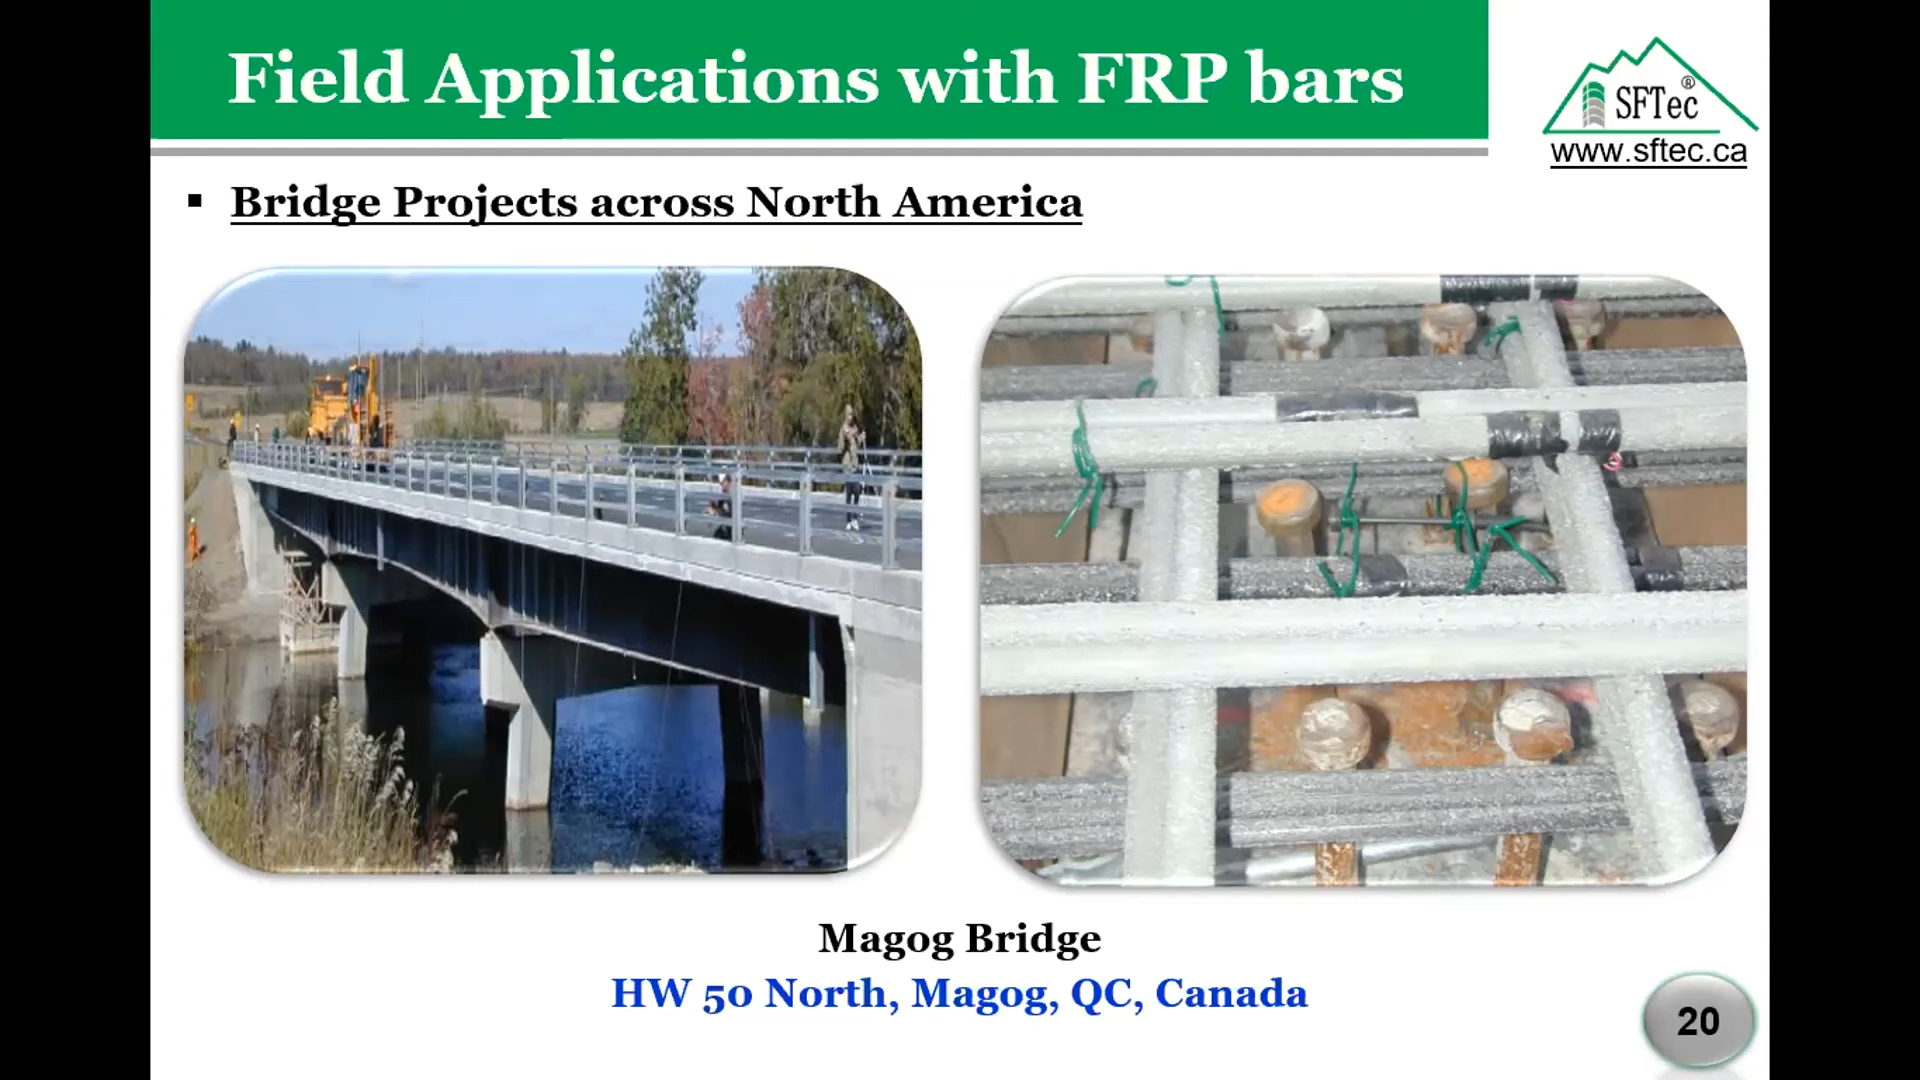 Field Applications with FRP bars
SFTec®
www.sftec.ca
▪ Bridge Projects across North America
Magog Bridge
HW 50 North, Magog, QC, Canada
20